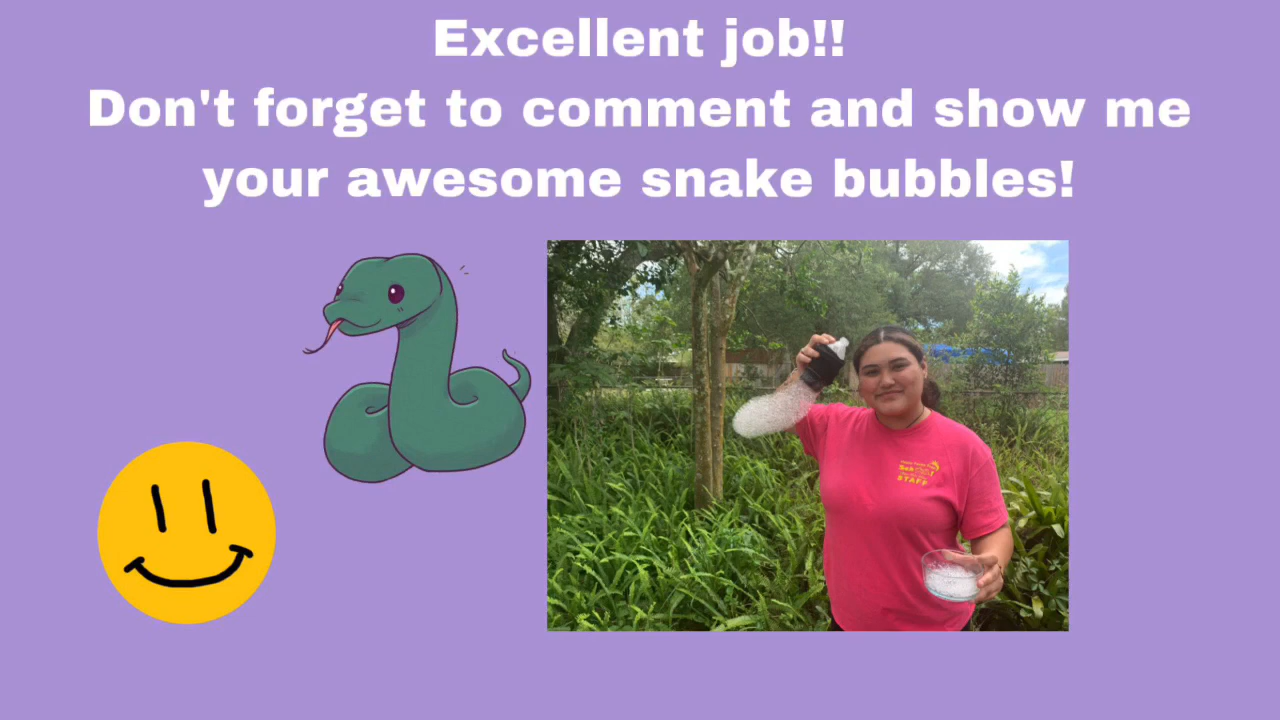 Excellent job!!
Don't forget to comment and show me
your awesome snake bubbles!
STAFF